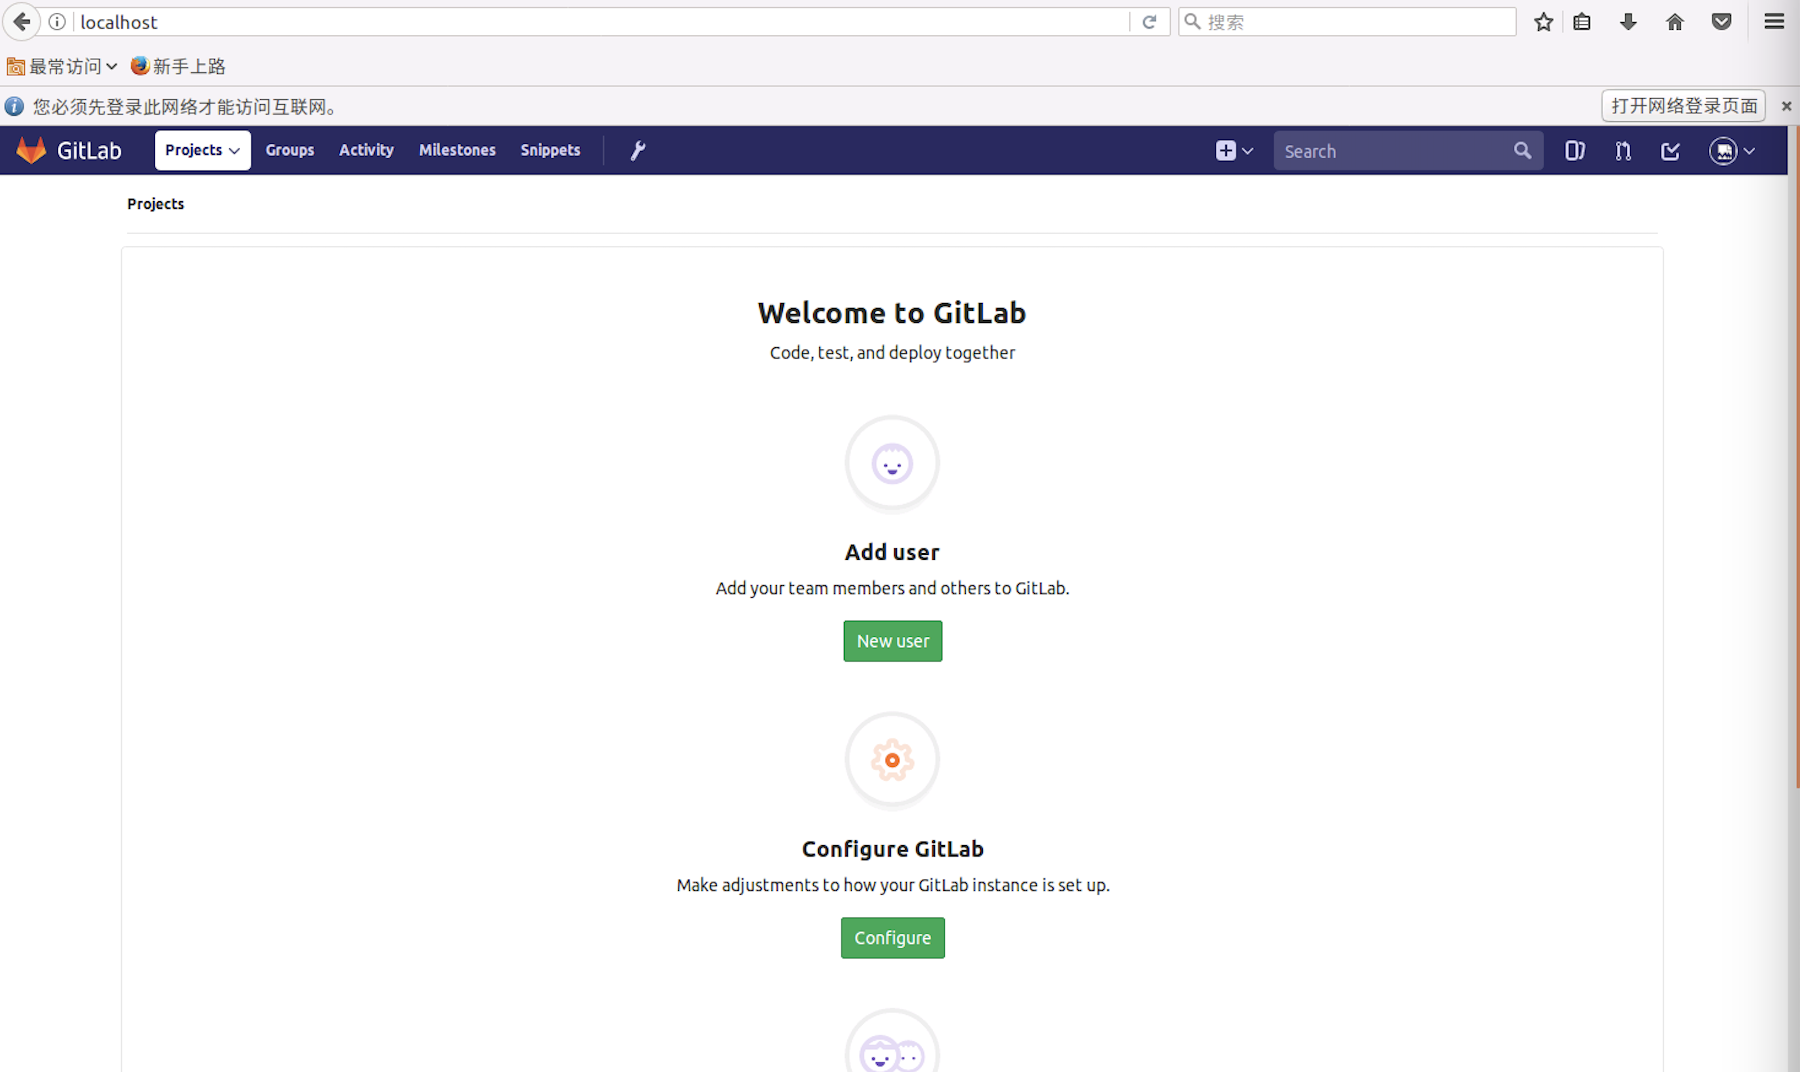 localhost
搜索
最常访问 新手上路
您必须先登录此网络才能访问互联网。 打开网络登录页面
GitLab Projects Groups Activity Milestones Snippets Search
Projects
Welcome to GitLab
Code, test, and deploy together
Add user
Add your team members and others to GitLab.
New user
Configure GitLab
Make adjustments to how your GitLab instance is set up.
Configure